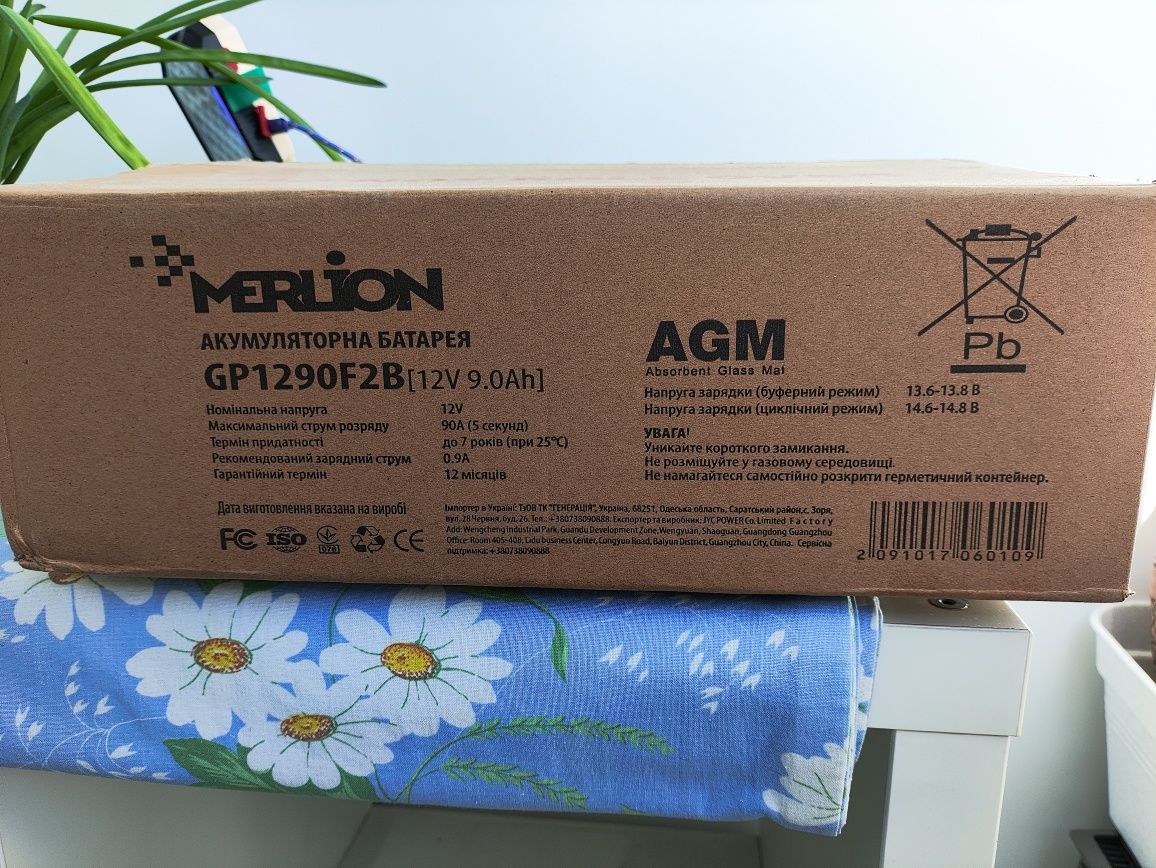 MERLION
АКУМУЛЯТОРНА БАТАРЕЯ
GP1290F2B [12V 9.0Ah]
Номінальна напруга 12V
Максимальний струм розряду 90А (5 секунд)
Термін придатності до 7 років (при 25°С)
Рекомендований зарядний струм 0.9А
Гарантійний термін 12 місяців
Дата виготовлення вказана на виробі
FC ISO 07B CE
AGM
Absorbent Glass Mat
Напруга зарядки (буферний режим) 13.6-13.8 В
Напруга зарядки (циклічний режим) 14.6-14.8 В
УВАГА!
Уникайте короткого замикання.
Не розміщуйте у газовому середовищі.
Не намагайтеся самостійно розкрити герметичний контейнер.
Pb
Імпортер в Україні: ТзОВ ТК "ГЕНЕРАЦІЯ", Україна, 68251, Одеська область, Саратський район, с. Зоря,
вул. 28 Червня, буд. 26. Тел.: +380738090888. Експортер та виробник: JYC POWER Co. Limited Factory
Add: Wengcheng Industrial Park, Guandu Development Zone, Wengyuan, Shaoguan, Guangdong Guangzhou
Office: Room 405-408, Lidu business Center, Congyun Road, Baiyun District, Guangzhou City, China. Сервісна
підтримка: +380738090888
2 091017 060109